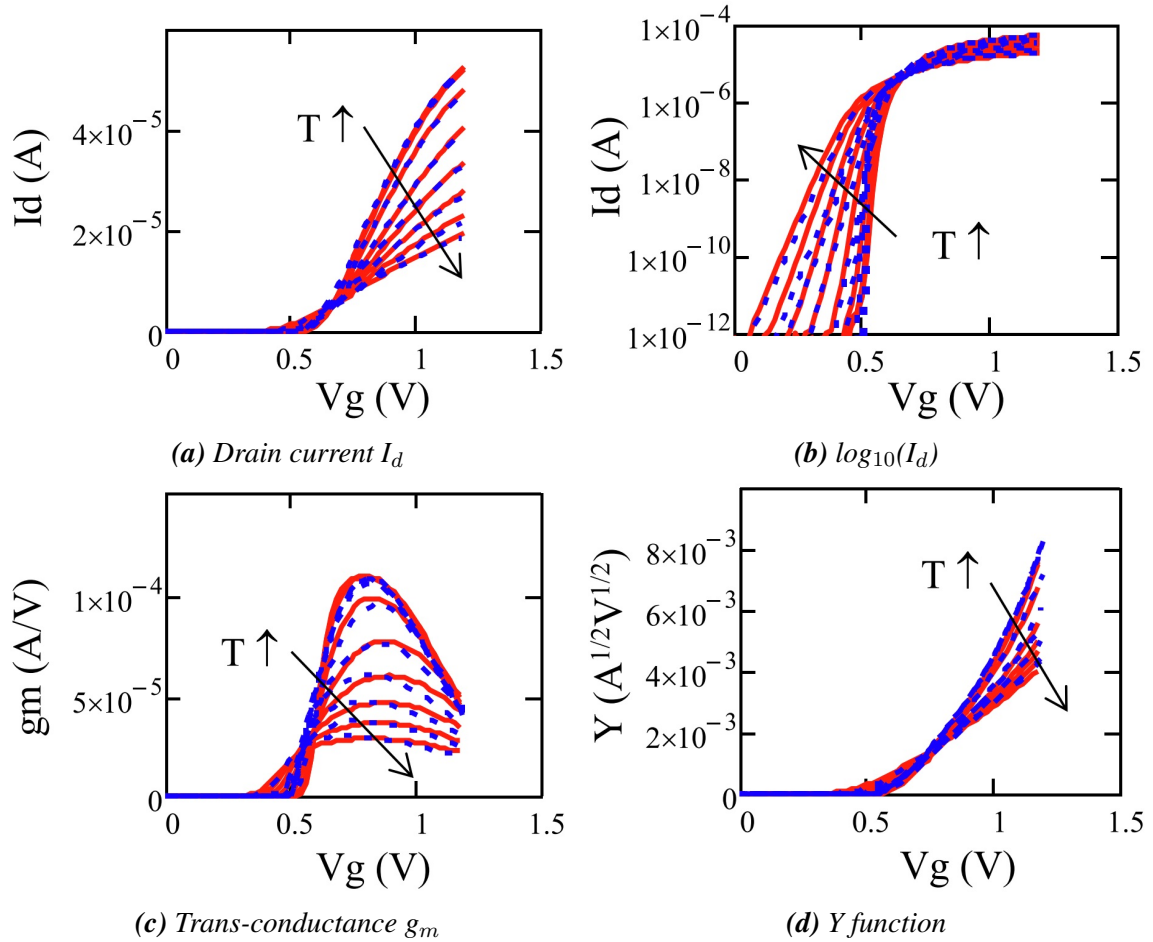 Id (A)
4×10⁻⁵
2×10⁻⁵
0
T ↑
0
0.5
1
1.5
Vg (V)
(a) Drain current I_d
Id (A)
1×10⁻⁴
1×10⁻⁶
1×10⁻⁸
1×10⁻¹⁰
1×10⁻¹²
T ↑
0
0.5
1
1.5
Vg (V)
(b) log₁₀(I_d)
gm (A/V)
1×10⁻⁴
5×10⁻⁵
0
T ↑
0
0.5
1
1.5
Vg (V)
(c) Trans-conductance g_m
Y (A^1/2V^1/2)
8×10⁻³
6×10⁻³
4×10⁻³
2×10⁻³
0
T ↑
0
0.5
1
1.5
Vg (V)
(d) Y function